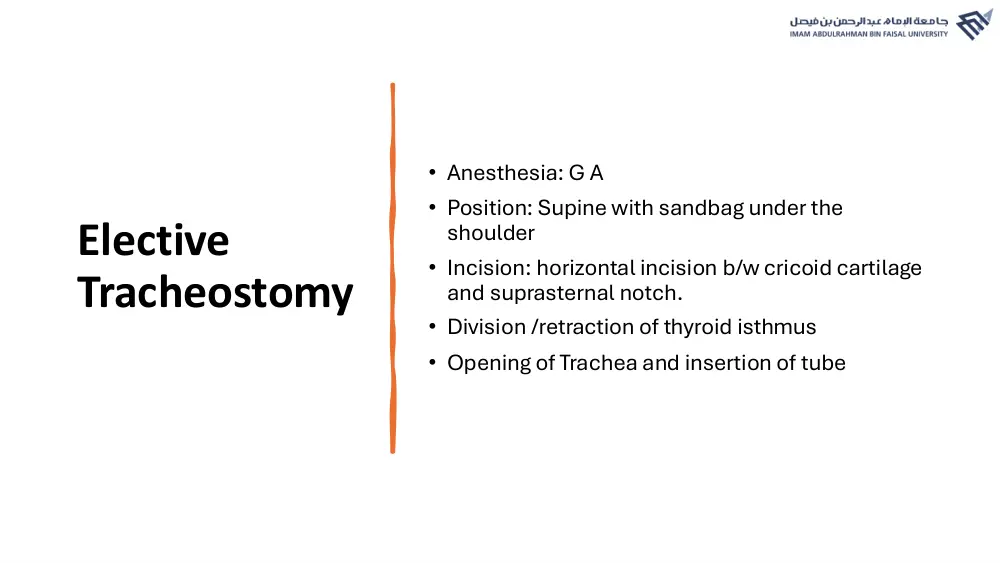 جامعة الإمام عبدالرحمن بن فيصل
IMAM ABDULRAHMAN BIN FAISAL UNIVERSITY
Elective
Tracheostomy
• Anesthesia: G A
• Position: Supine with sandbag under the
shoulder
• Incision: horizontal incision b/w cricoid cartilage
and suprasternal notch.
• Division /retraction of thyroid isthmus
• Opening of Trachea and insertion of tube